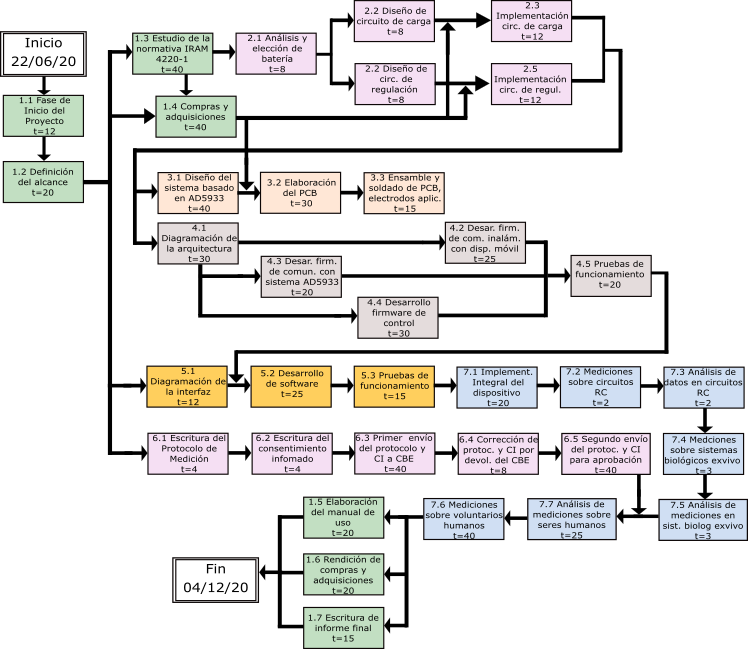 Inicio
22/06/20
1.1 Fase de
Inicio del
Proyecto
t=12
1.2 Definición
del alcance
t=20
1.3 Estudio de la
normativa IRAM
4220-1
t=40
1.4 Compras y
adquisiciones
t=40
2.1 Análisis y
elección de
batería
t=8
2.2 Diseño de
circuito de carga
t=8
2.3
Implementación
circ. de carga
t=12
2.2 Diseño de
circ. de
regulación
t=8
2.5
Implementación
circ. de regul.
t=12
3.1 Diseño del
sistema basado
en AD5933
t=40
3.2 Elaboración
del PCB
t=30
3.3 Ensamble y
soldado de PCB,
electrodos aplic.
t=15
4.1
Diagramación de
la arquitectura
t=30
4.2 Desar. firm.
de com. inalám.
con disp. móvil
t=25
4.3 Desar. firm.
de comun. con
sistema AD5933
t=20
4.4 Desarrollo
firmware de
control
t=30
4.5 Pruebas de
funcionamiento
t=20
5.1
Diagramación de
la interfaz
t=12
5.2 Desarrollo
de software
t=25
5.3 Pruebas de
funcionamiento
t=15
7.1 Implement.
Integral del
dispositivo
t=20
7.2 Mediciones
sobre circuitos
RC
t=2
7.3 Análisis de
datos en circuitos
RC
t=2
6.1 Escritura del
Protocolo de
Medición
t=4
6.2 Escritura del
consentimiento
infomado
t=4
6.3 Primer envío
del protocolo y
CI a CBE
t=40
6.4 Corrección de
protoc. y CI por
devol. del CBE
t=8
6.5 Segundo envío
del protoc. y CI
para aprobación
t=40
7.4 Medciones
sobre sistemas
biológicos exvivo
t=3
7.5 Análisis de
mediciones en
sist. biolog exvivo
t=3
7.7 Análisis de
mediciones sobre
seres humanos
t=25
7.6 Mediciones
sobre voluntarios
humanos
t=40
1.5 Elaboración
del manual de
uso
t=20
1.6 Rendición de
compras y
adquisiciones
t=20
1.7 Escritura de
informe final
t=15
Fin
04/12/20